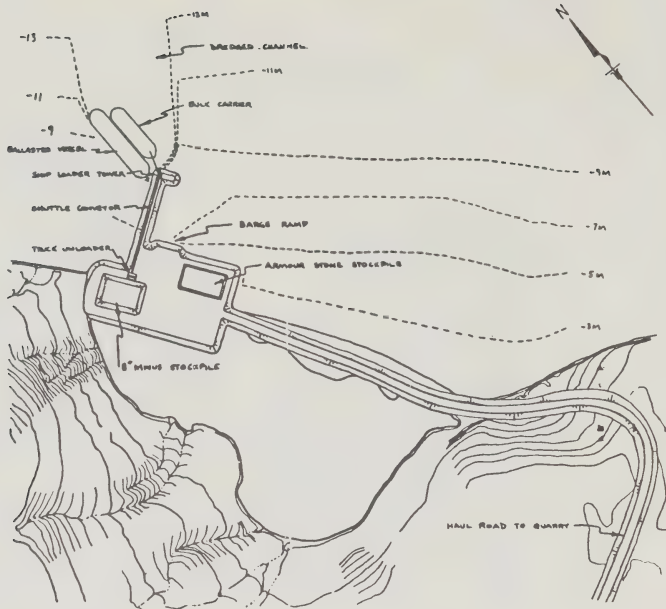 -13M
N
-13
DREDGED CHANNEL
-11M
-11
BULK CARRIER
-9
BALLASTED VESSEL
SHIP LOADER TOWER
-9M
SHUTTLE CONVEYOR
BARGE RAMP
-7M
TRUCK UNLOADER
ARMOUR STONE STOCKPILE
-5M
-3M
8" MINUS STOCKPILE
HAUL ROAD TO QUARRY